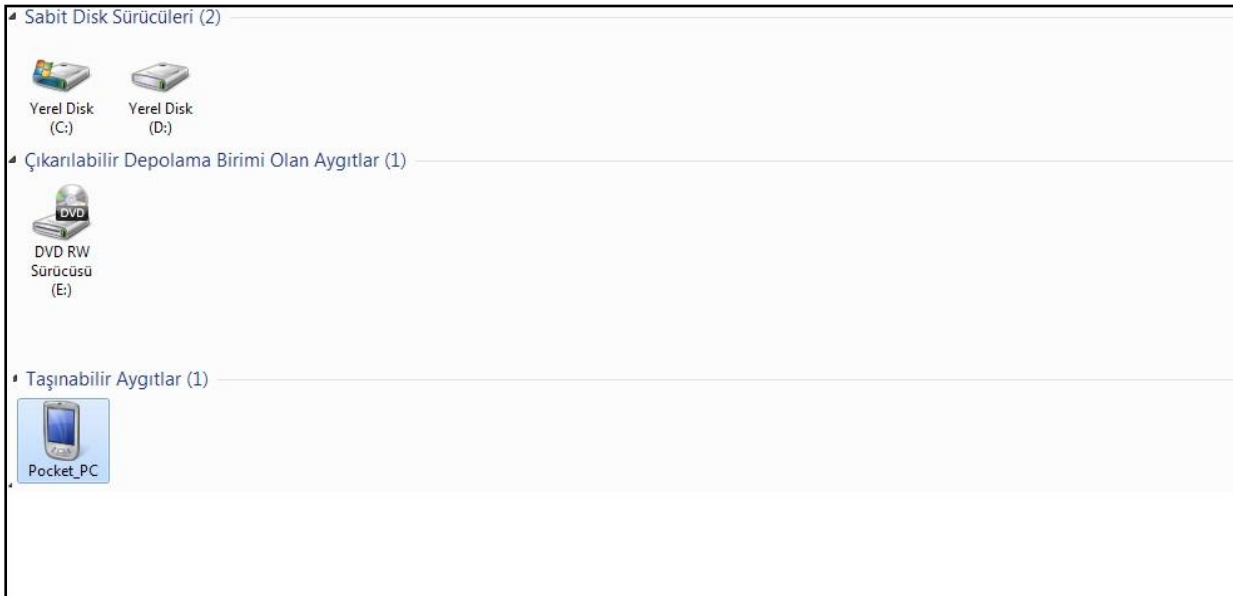 Sabit Disk Sürücüleri (2)
Yerel Disk
(C:)
Yerel Disk
(D:)
Çıkarılabilir Depolama Birimi Olan Aygıtlar (1)
DVD
DVD RW
Sürücüsü
(E:)
Taşınabilir Aygıtlar (1)
Pocket_PC